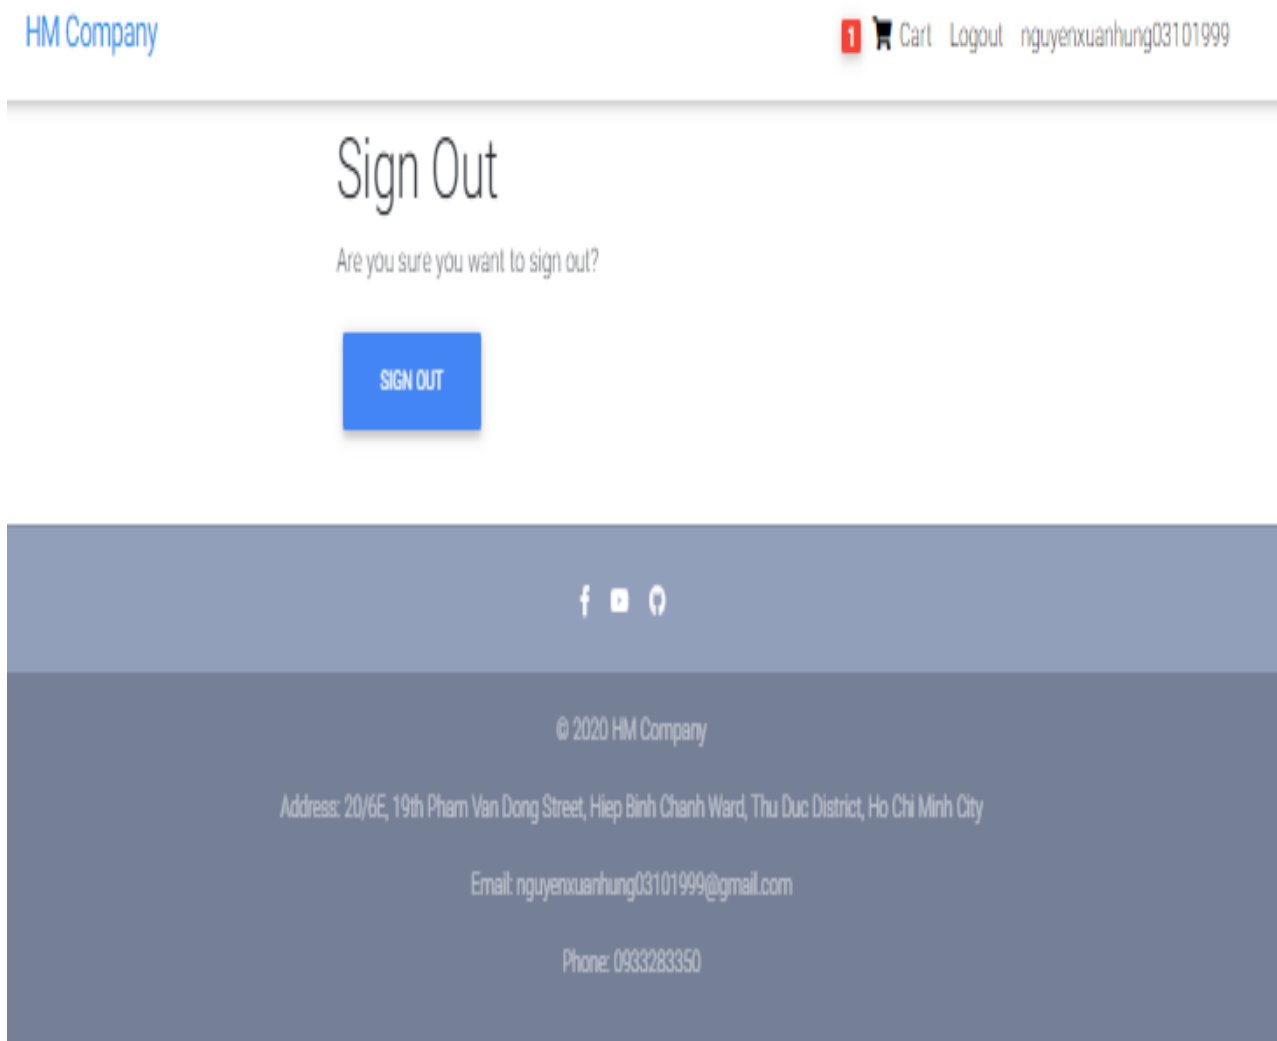 HM Company
1 Cart Logout nguyenxuanhung03101999
Sign Out
Are you sure you want to sign out?
SIGN OUT
© 2020 HM Company
Address: 20/6E, 19th Pham Van Dong Street, Hiep Binh Chanh Ward, Thu Duc District, Ho Chi Minh City
Email: nguyenxuanhung03101999@gmail.com
Phone: 0933283350